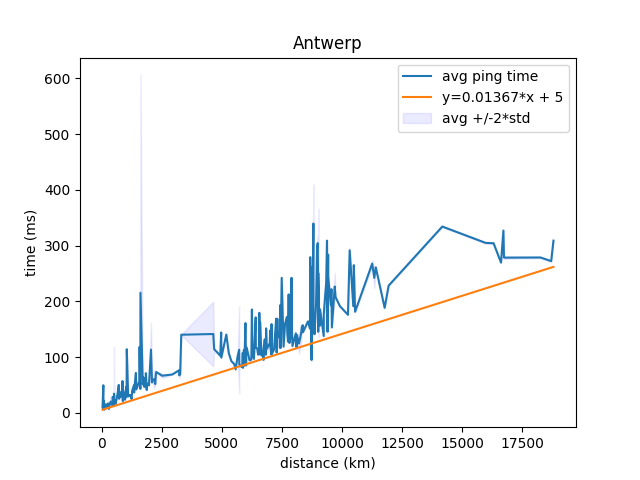 Antwerp
avg ping time
y=0.01367*x + 5
avg +/-2*std
600
500
400
300
200
100
0
time (ms)
0 2500 5000 7500 10000 12500 15000 17500
distance (km)